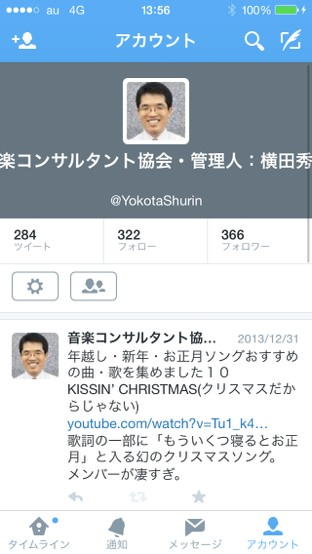 au 4G 13:56 100%
アカウント
楽コンサルタント協会・管理人：横田秀
@YokotaShurin
284 322 366
ツイート フォロー フォロワー
音楽コンサルタント協... 2013/12/31
年越し・新年・お正月ソングおすすめ
の曲・歌を集めました１０
KISSIN' CHRISTMAS(クリスマスだか
らじゃない)
youtube.com/watch?v=Tu1_k4...
歌詞の一部に「もういくつ寝るとお正
月」と入る幻のクリスマスソング。
メンバーが凄すぎ。
タイムライン 通知 メッセージ アカウント